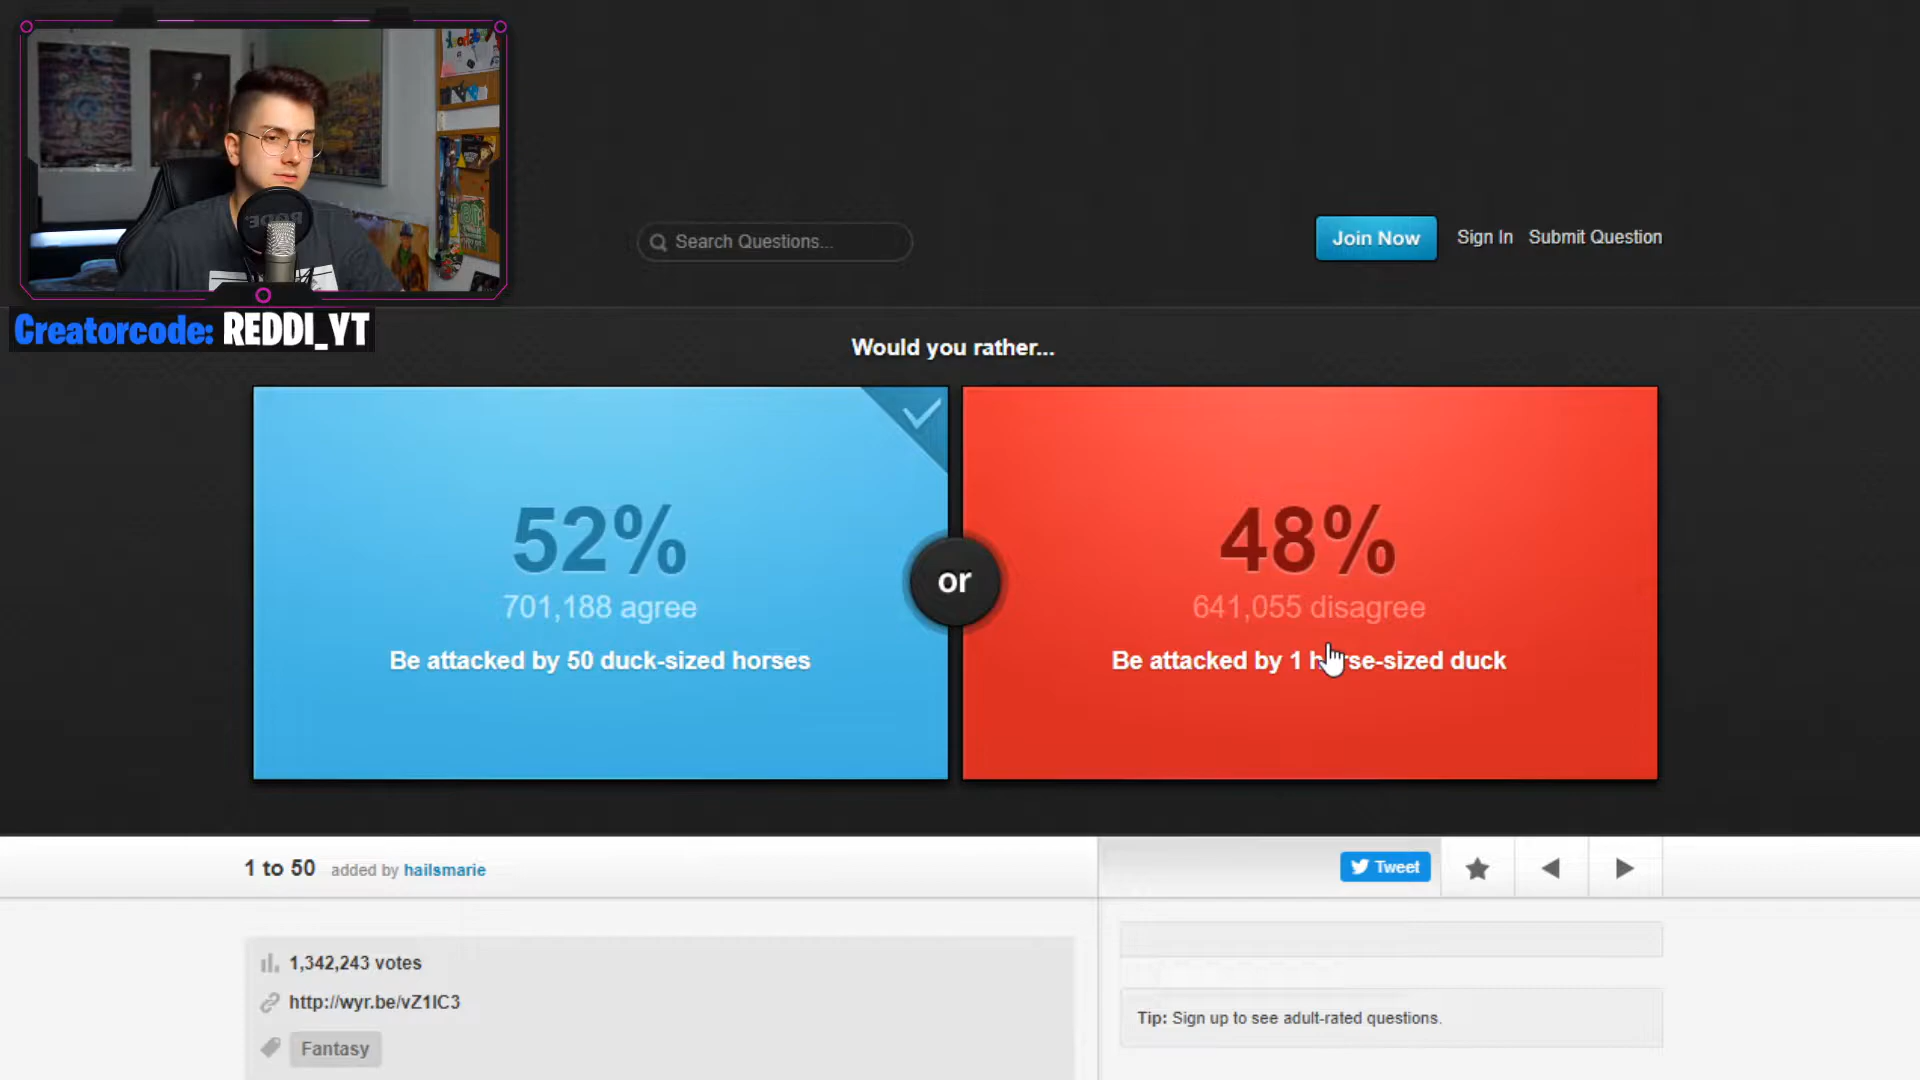 Search Questions...
Join Now
Sign In
Submit Question
Creatorcode: REDDI_YT
Would you rather...
52%
701,188 agree
Be attacked by 50 duck-sized horses
or
48%
641,055 disagree
Be attacked by 1 horse-sized duck
1 to 50 added by hailsmarie
Tweet
1,342,243 votes
http://wyr.be/vZ1IC3
Tip: Sign up to see adult-rated questions.
Fantasy